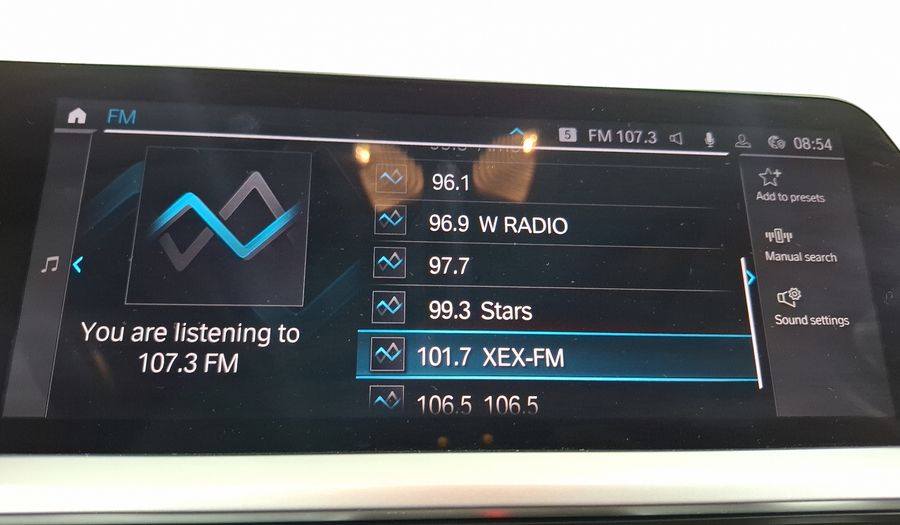 FM
5 FM 107.3 08:54
96.1
96.9 W RADIO
97.7
99.3 Stars
101.7 XEX-FM
106.5 106.5
You are listening to
107.3 FM
Add to presets
Manual search
Sound settings